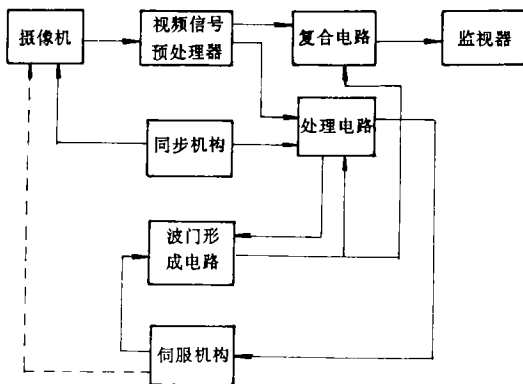 摄像机
视频信号
预处理器
复合电路
监视器
处理电路
同步机构
波门形
成电路
伺服机构